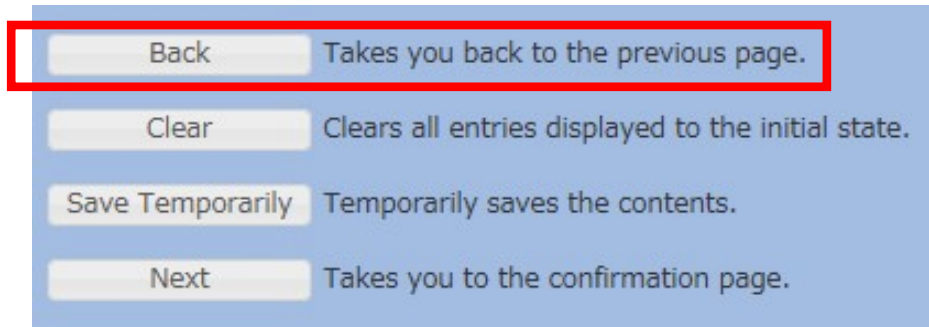 Back Takes you back to the previous page.
Clear Clears all entries displayed to the initial state.
Save Temporarily Temporarily saves the contents.
Next Takes you to the confirmation page.